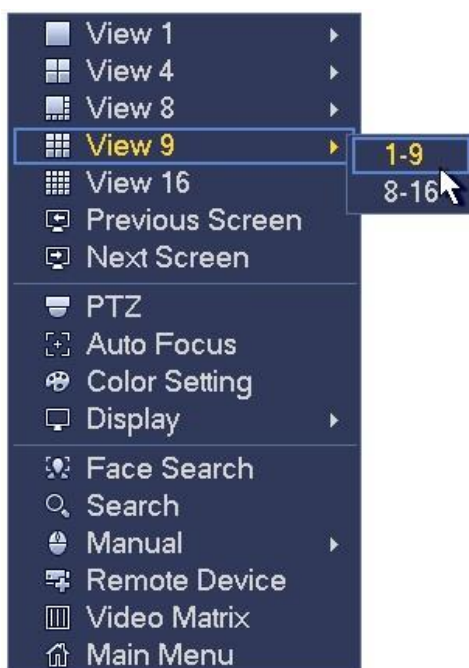 View 1
View 4
View 8
View 9
1-9
View 16
8-16
Previous Screen
Next Screen
PTZ
Auto Focus
Color Setting
Display
Face Search
Search
Manual
Remote Device
Video Matrix
Main Menu